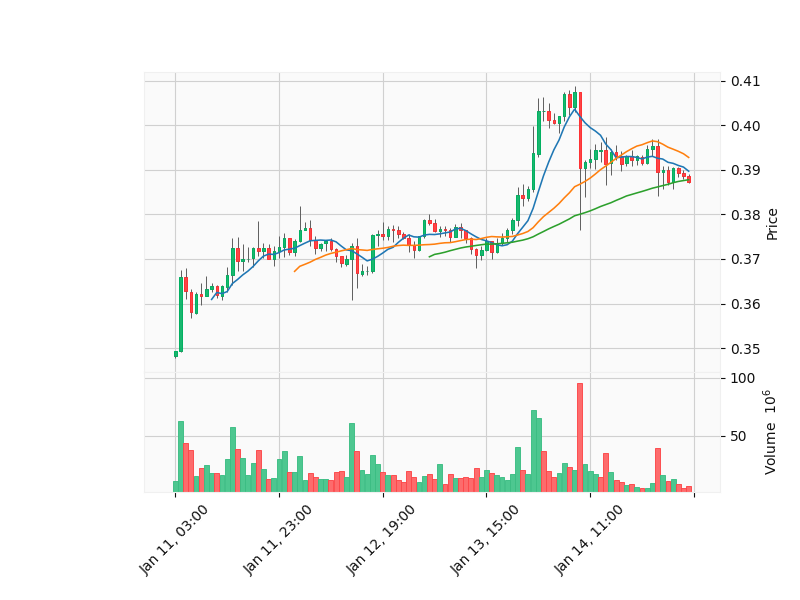 0.41
0.40
0.39
0.38
0.37
0.36
0.35
Price
100
50
Volume 10^6
Jan 11, 03:00
Jan 11, 23:00
Jan 12, 19:00
Jan 13, 15:00
Jan 14, 11:00